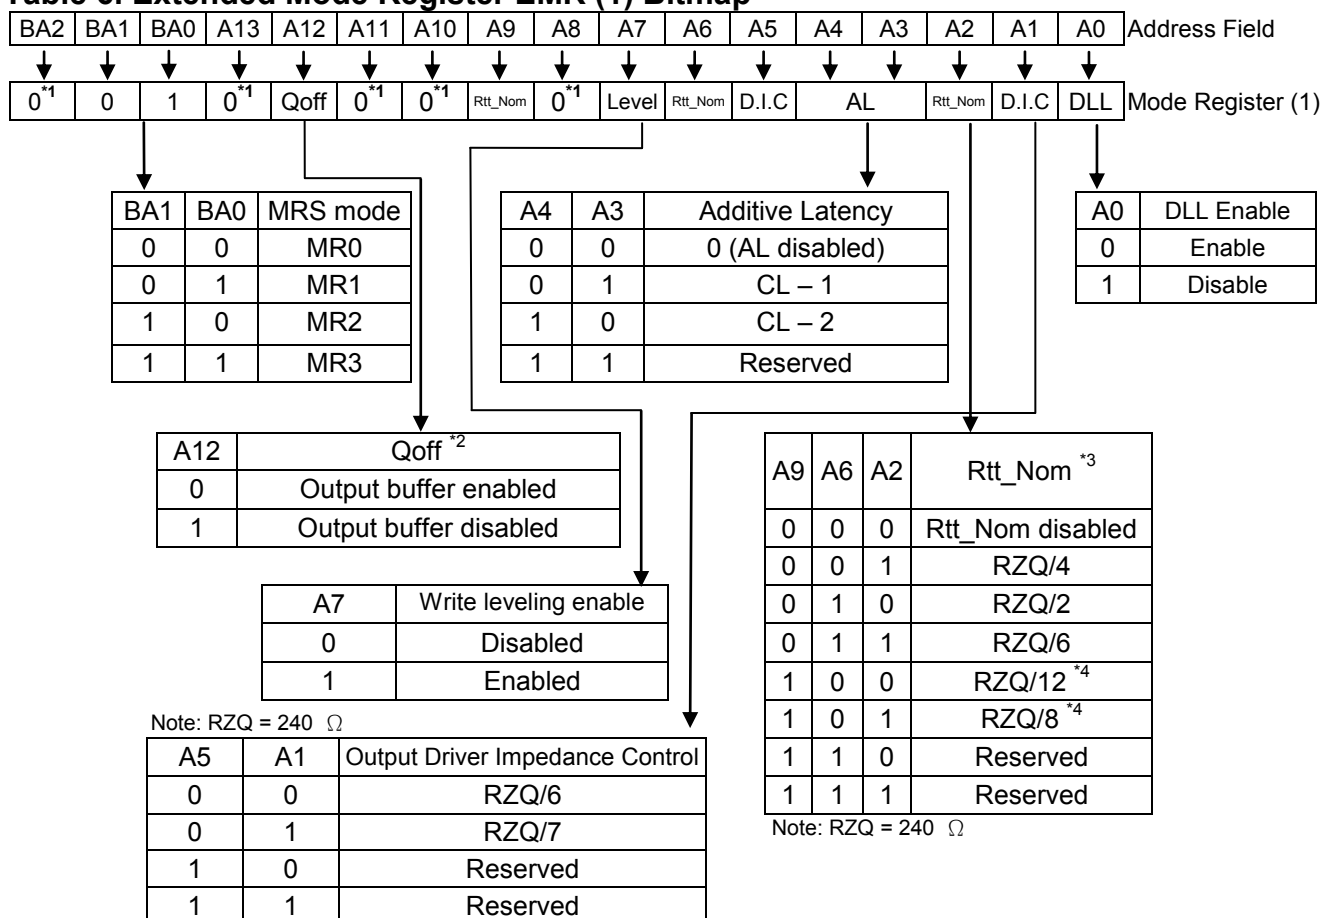 Table 6. Extended Mode Register EMR (1) Bitmap
BA2 BA1 BA0 A13 A12 A11 A10 A9 A8 A7 A6 A5 A4 A3 A2 A1 A0 Address Field
0*1 0 1 0*1 Qoff 0*1 0*1 Rtt_Nom 0*1 Level Rtt_Nom D.I.C AL Rtt_Nom D.I.C DLL Mode Register (1)
BA1 BA0 MRS mode
0 0 MR0
0 1 MR1
1 0 MR2
1 1 MR3
A4 A3 Additive Latency
0 0 0 (AL disabled)
0 1 CL – 1
1 0 CL – 2
1 1 Reserved
A0 DLL Enable
0 Enable
1 Disable
A12 Qoff *2
0 Output buffer enabled
1 Output buffer disabled
A9 A6 A2 Rtt_Nom *3
0 0 0 Rtt_Nom disabled
0 0 1 RZQ/4
0 1 0 RZQ/2
0 1 1 RZQ/6
1 0 0 RZQ/12 *4
1 0 1 RZQ/8 *4
1 1 0 Reserved
1 1 1 Reserved
Note: RZQ = 240 Ω
A7 Write leveling enable
0 Disabled
1 Enabled
Note: RZQ = 240 Ω
A5 A1 Output Driver Impedance Control
0 0 RZQ/6
0 1 RZQ/7
1 0 Reserved
1 1 Reserved